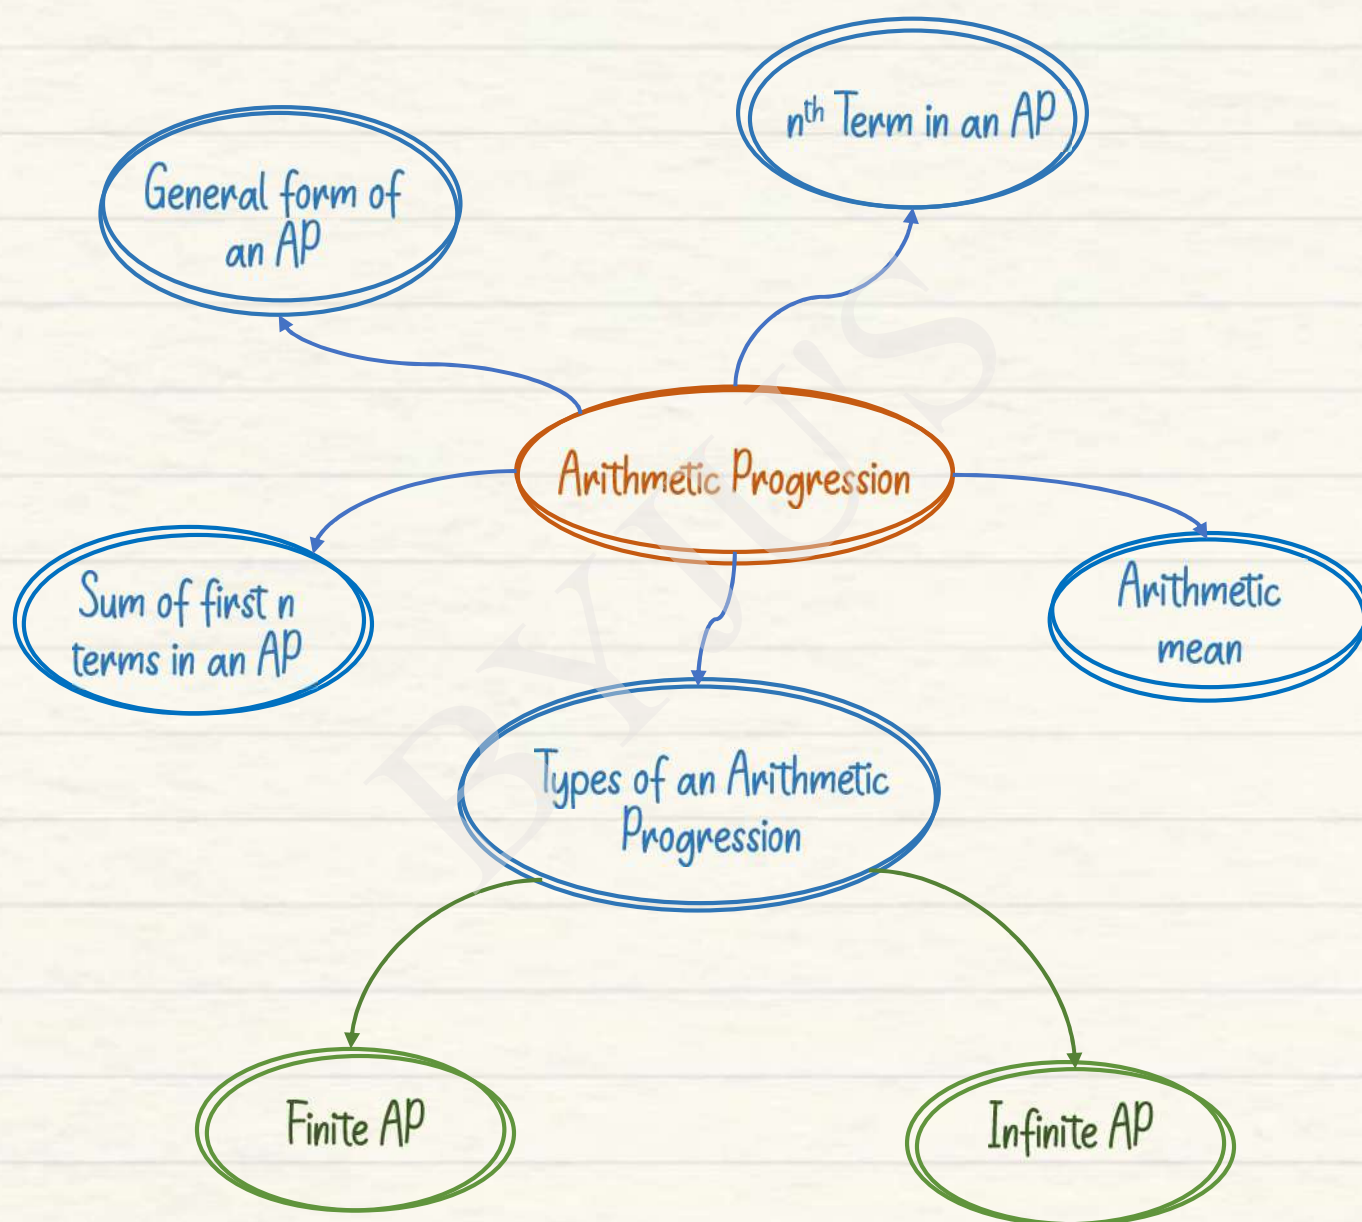 nth Term in an AP
General form of
an AP
Arithmetic Progression
Sum of first n
terms in an AP
Arithmetic
mean
Types of an Arithmetic
Progression
Finite AP
Infinite AP
BYJU'S